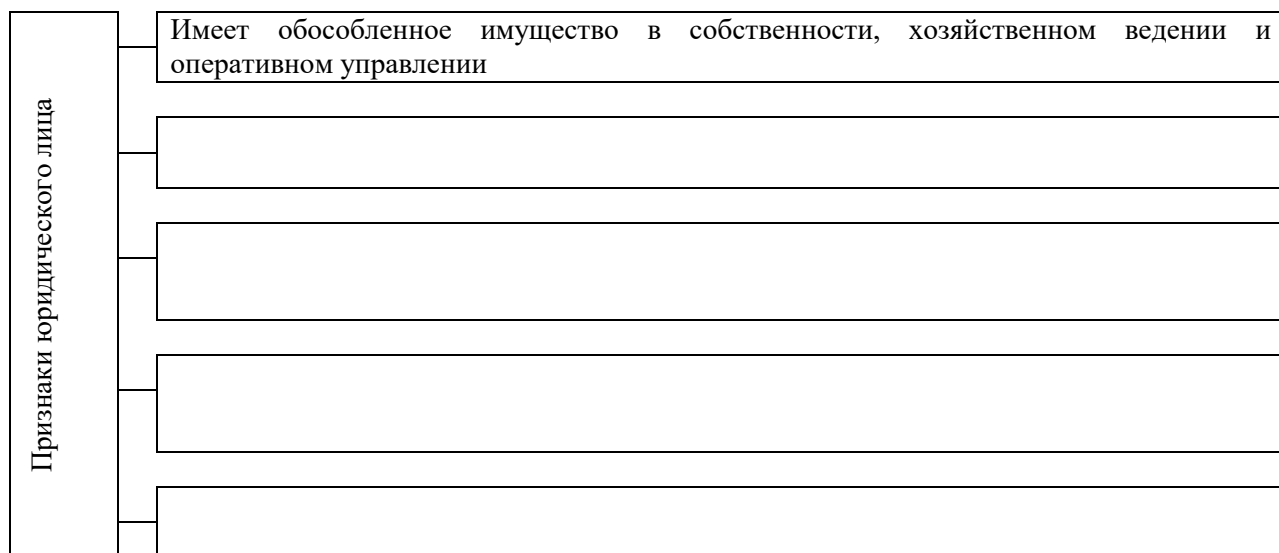 Признаки юридического лица
Имеет обособленное имущество в собственности, хозяйственном ведении и
оперативном управлении